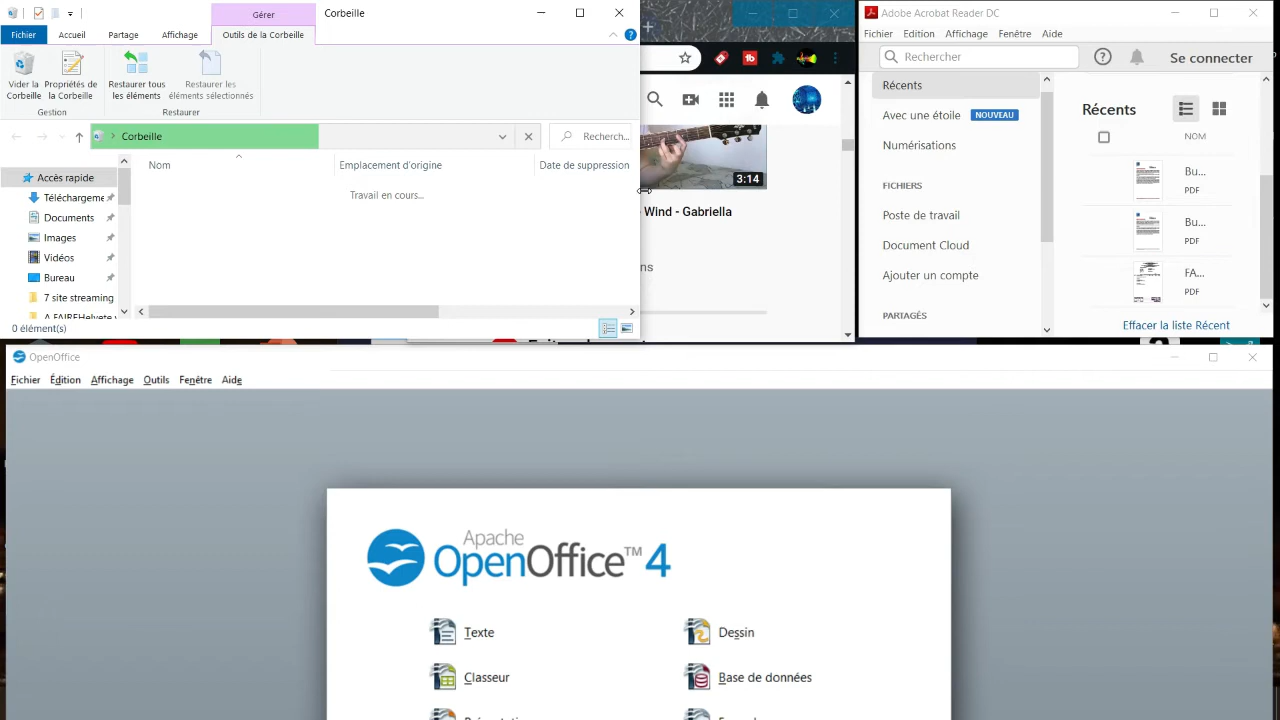 Gérer
Corbeille
Fichier
Accueil
Partage
Affichage
Outils de la Corbeille
Vider la Corbeille
Propriétés de la Corbeille
Restaurer tous les éléments
Restaurer les éléments sélectionnés
Gestion
Restaurer
Corbeille
Recherch...
Nom
Emplacement d'origine
Date de suppression
Travail en cours...
Accès rapide
Téléchargeme
Documents
Images
Vidéos
Bureau
7 site streaming
A FAIREHelvete
0 élément(s)
3:14
Wind - Gabriella
ns
Adobe Acrobat Reader DC
Fichier Edition Affichage Fenêtre Aide
Rechercher
Se connecter
Récents
Avec une étoile NOUVEAU
Numérisations
FICHIERS
Poste de travail
Document Cloud
Ajouter un compte
PARTAGÉS
Récents
NOM
Bu...
PDF
Bu...
PDF
FA...
PDF
Effacer la liste Récent
OpenOffice
Fichier Édition Affichage Outils Fenêtre Aide
Apache
OpenOffice™ 4
Texte
Dessin
Classeur
Base de données